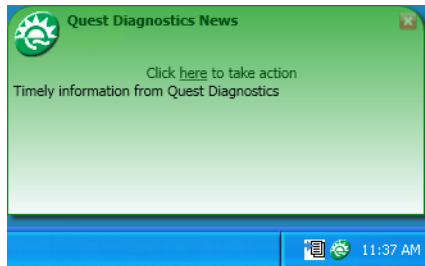 Quest Diagnostics News
Click here to take action
Timely information from Quest Diagnostics
11:37 AM